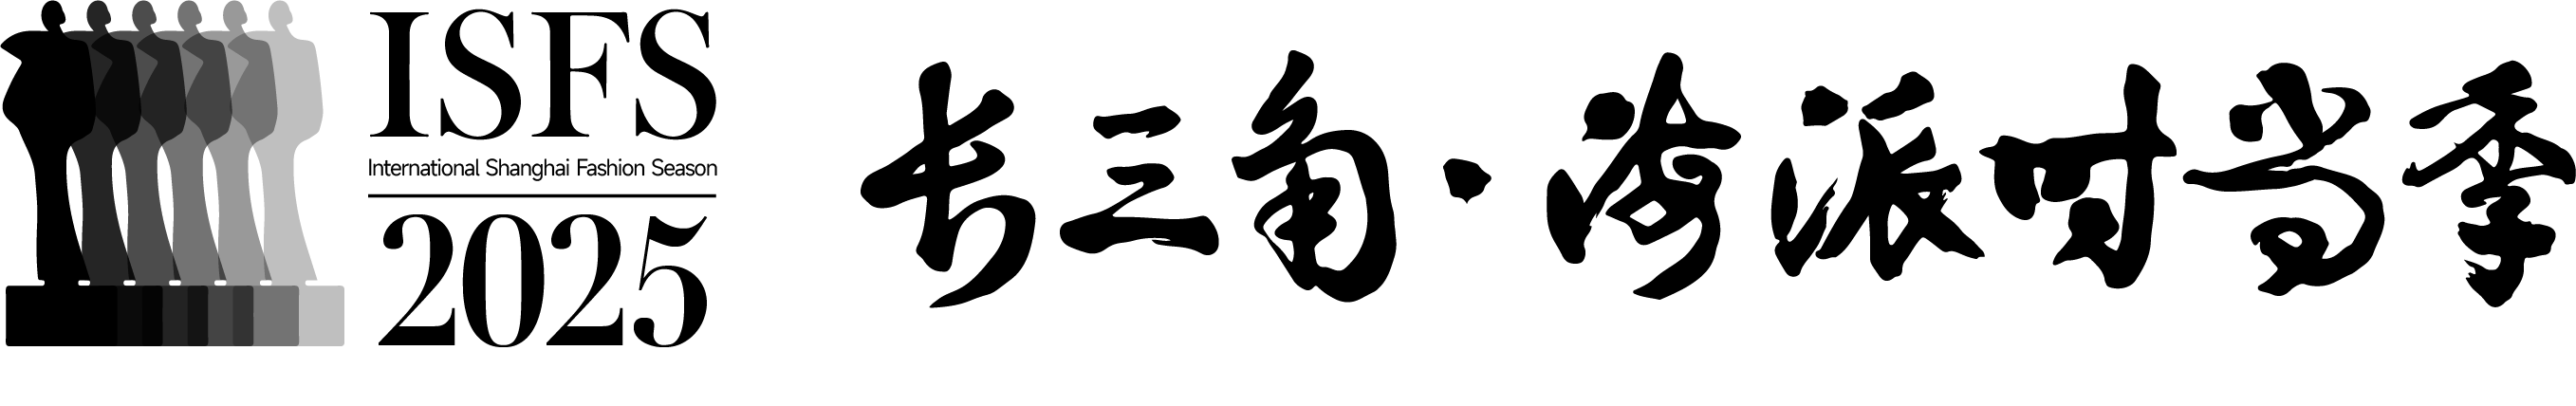 ISFS
International Shanghai Fashion Season
2025
长三角·海派时尚季